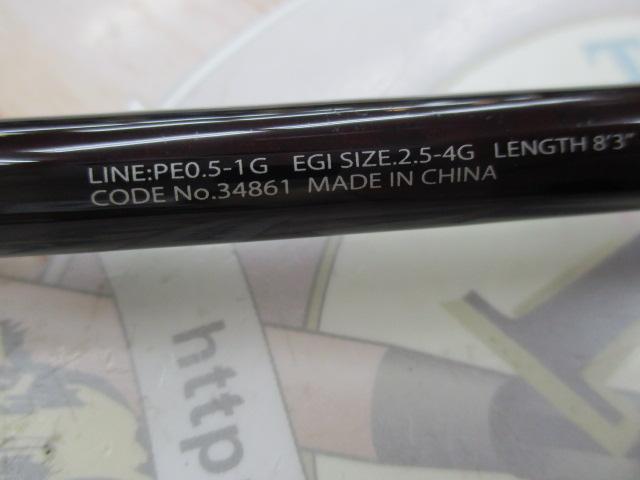 LINE:PE0.5-1G EGI SIZE.2.5-4G LENGTH 8'3"
CODE No.34861 MADE IN CHINA
T
http